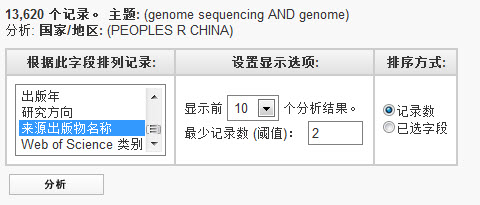 13,620 个记录。 主题: (genome sequencing AND genome)
分析: 国家/地区: (PEOPLES R CHINA)
根据此字段排列记录:
设置显示选项:
排序方式:
出版年
研究方向
来源出版物名称
Web of Science 类别
显示前 10 个分析结果。
最少记录数 (阈值): 2
记录数
已选字段
分析